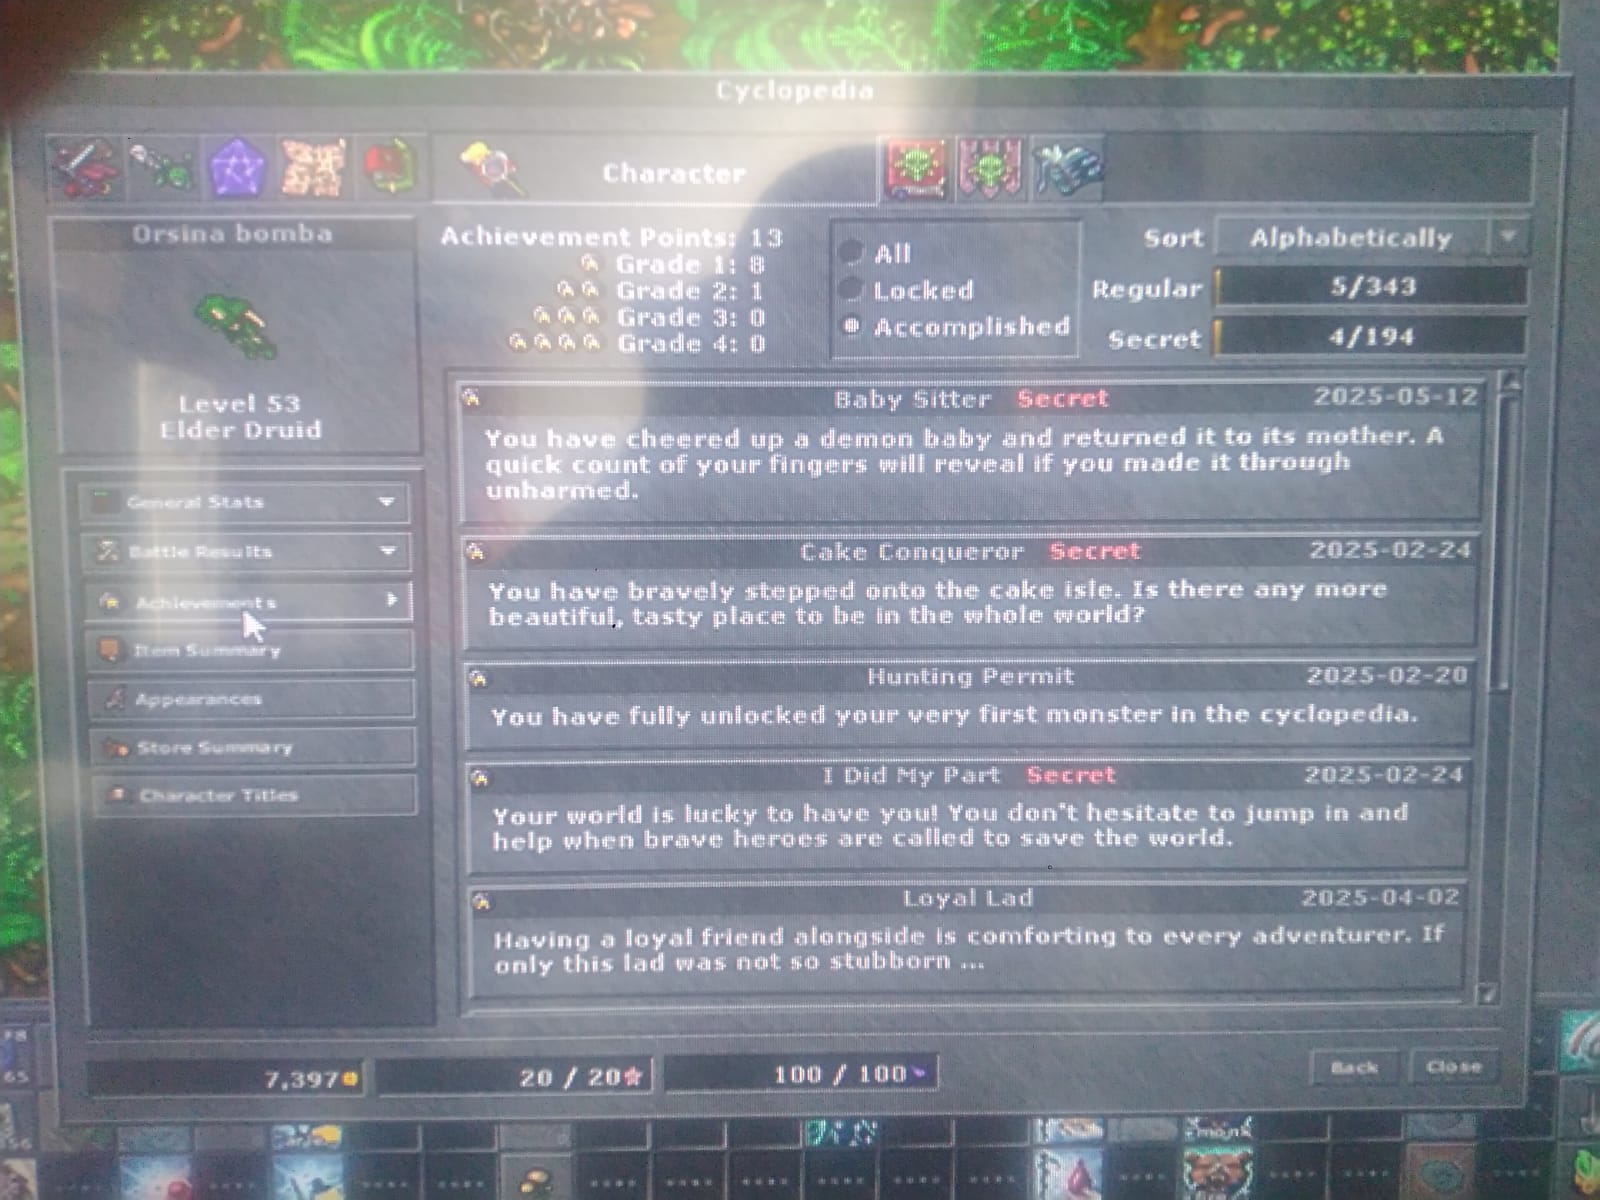 Cyclopedia
Character
Orsina bomba
Level 53
Elder Druid
General Stats
Battle Results
Achievements
Item Summary
Appearances
Store Summary
Character Titles
Achievement Points: 13
Grade 1: 8
Grade 2: 1
Grade 3: 0
Grade 4: 0
All
Locked
Accomplished
Sort Alphabetically
Regular 5/343
Secret 4/194
Baby Sitter Secret 2025-05-12
You have cheered up a demon baby and returned it to its mother. A
quick count of your fingers will reveal if you made it through
unharmed.
Cake Conqueror Secret 2025-02-24
You have bravely stepped onto the cake isle. Is there any more
beautiful, tasty place to be in the whole world?
Hunting Permit 2025-02-20
You have fully unlocked your very first monster in the cyclopedia.
I Did My Part Secret 2025-02-24
Your world is lucky to have you! You don't hesitate to jump in and
help when brave heroes are called to save the world.
Loyal Lad 2025-04-02
Having a loyal friend alongside is comforting to every adventurer. If
only this lad was not so stubborn ...
7,397
20 / 20
100 / 100
Back
Close
65